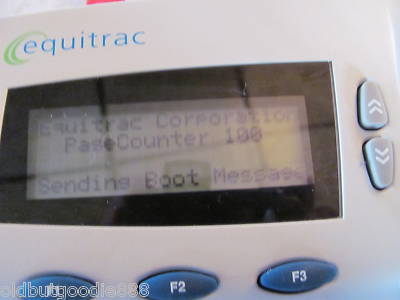 equitrac
Equitrac Corporation
PageCounter 100
Sending Boot Message
F2
F3
oldbutgoodie888